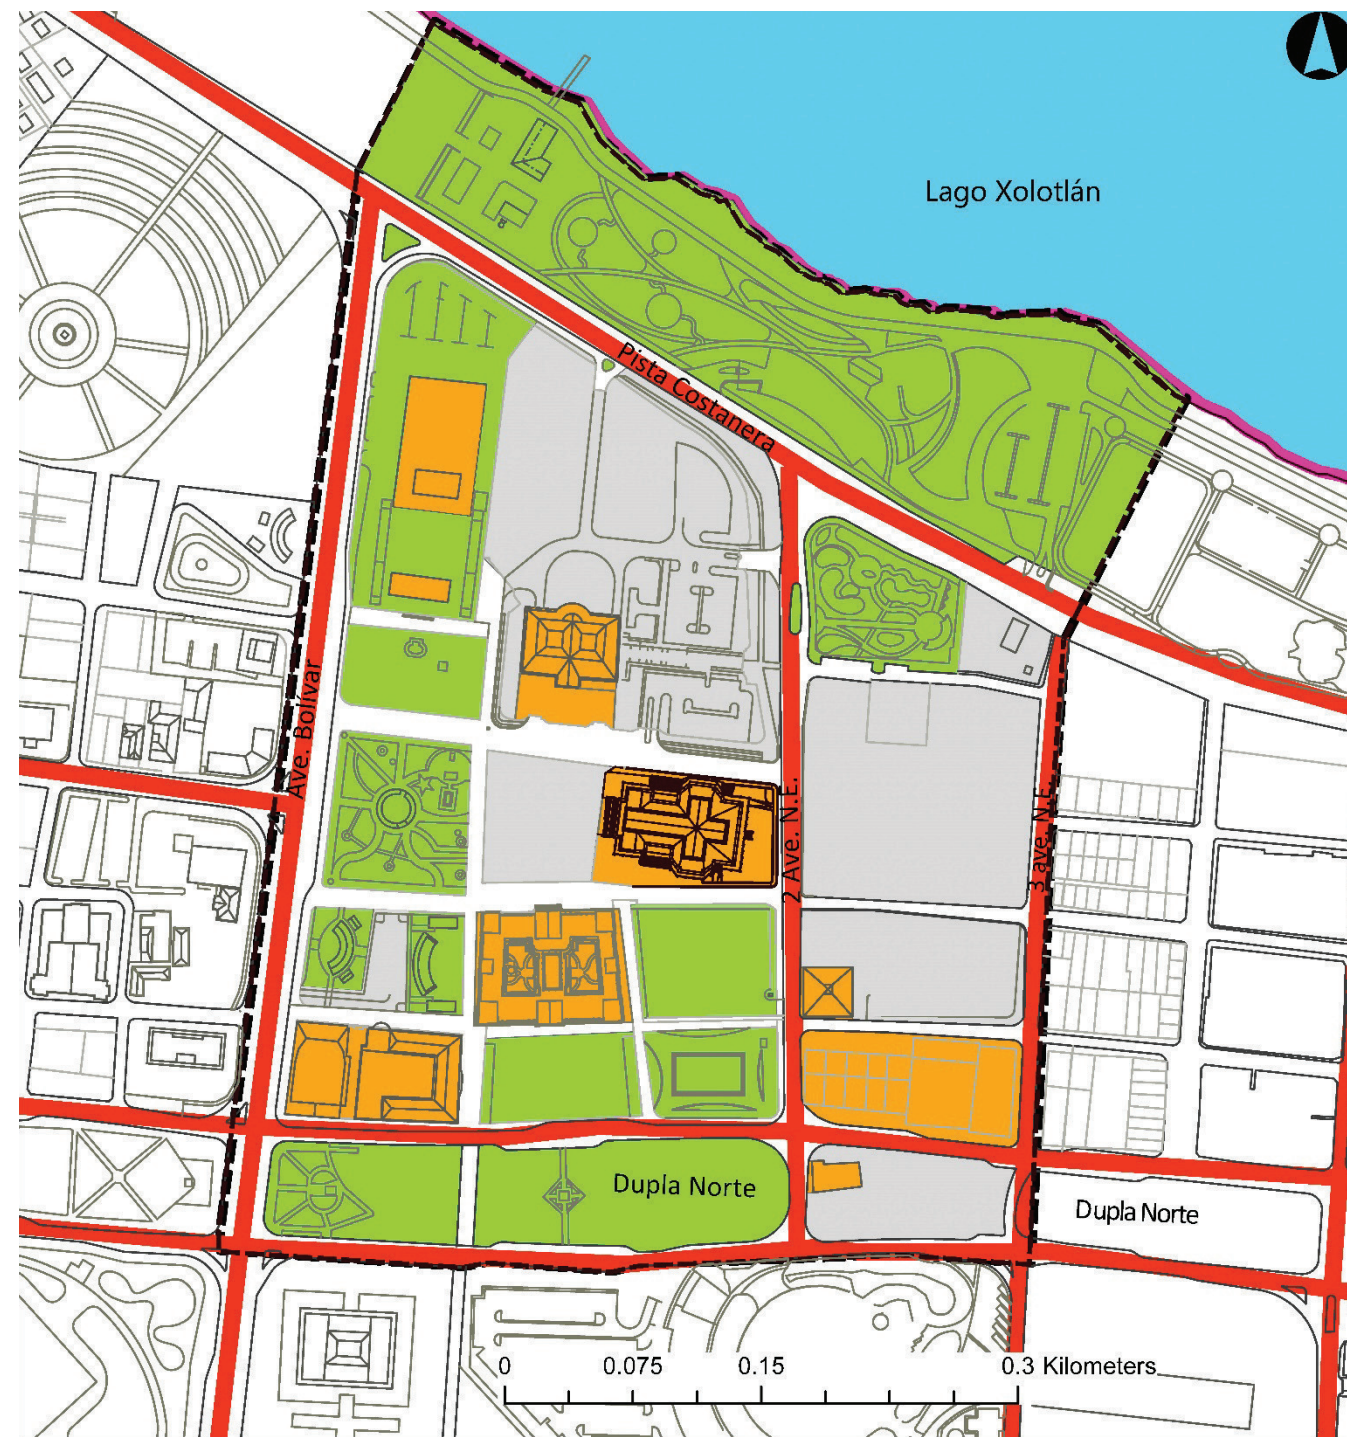 Lago Xolotlán
Pista Costanera
Ave. Bolívar
2 Ave. N.E.
3 ave. N.E.
Dupla Norte
Dupla Norte
0 0.075 0.15 0.3 Kilometers